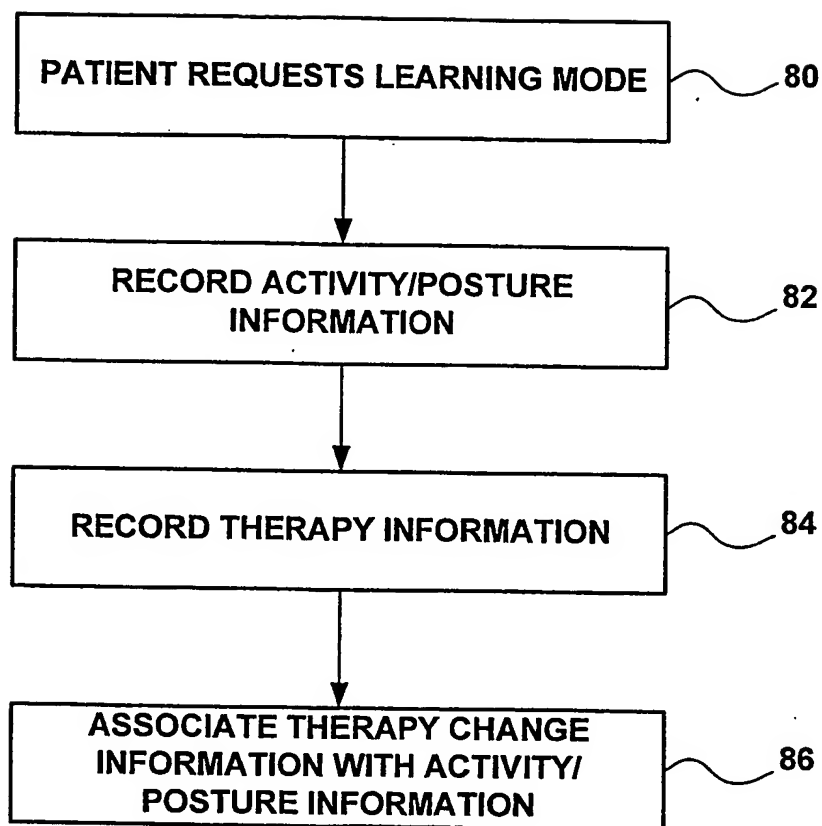 PATIENT REQUESTS LEARNING MODE
80
RECORD ACTIVITY/POSTURE
INFORMATION
82
RECORD THERAPY INFORMATION
84
ASSOCIATE THERAPY CHANGE
INFORMATION WITH ACTIVITY/
POSTURE INFORMATION
86